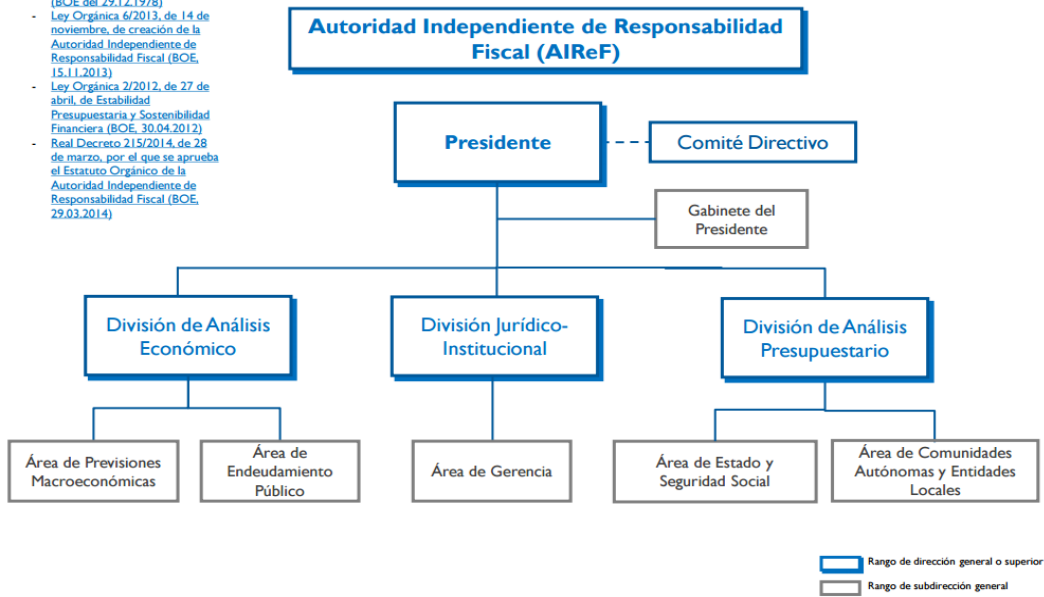 (BOE del 29.12.1978)
- Ley Orgánica 6/2013, de 14 de
noviembre, de creación de la
Autoridad Independiente de
Responsabilidad Fiscal (BOE,
15.11.2013)
- Ley Orgánica 2/2012, de 27 de
abril, de Estabilidad
Presupuestaria y Sostenibilidad
Financiera (BOE, 30.04.2012)
- Real Decreto 215/2014, de 28
de marzo, por el que se aprueba
el Estatuto Orgánico de la
Autoridad Independiente de
Responsabilidad Fiscal (BOE,
29.03.2014)
Autoridad Independiente de Responsabilidad
Fiscal (AIReF)
Presidente
Comité Directivo
Gabinete del
Presidente
División de Análisis
Económico
División Jurídico-
Institucional
División de Análisis
Presupuestario
Área de Previsiones
Macroeconómicas
Área de
Endeudamiento
Público
Área de Gerencia
Área de Estado y
Seguridad Social
Área de Comunidades
Autónomas y Entidades
Locales
Rango de dirección general o superior
Rango de subdirección general